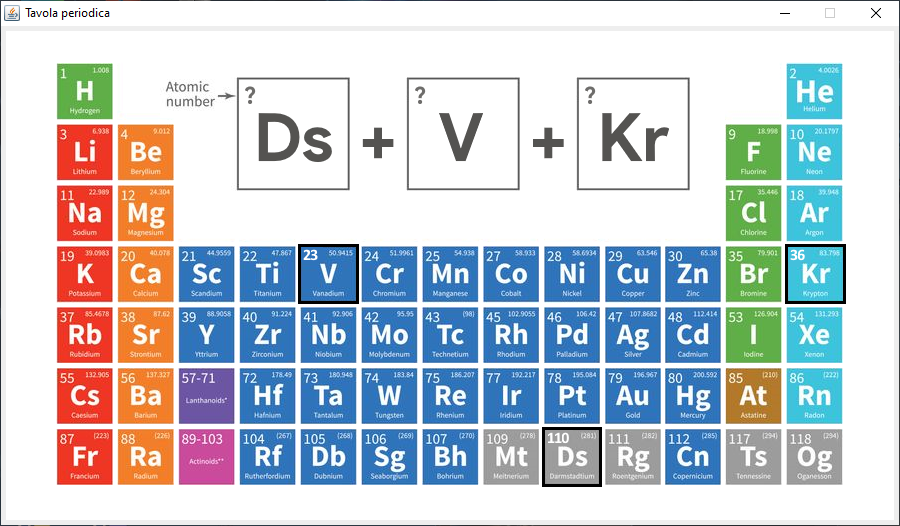 Tavola periodica
Atomic
number
? ? ?
Ds + V + Kr
1 1.008 2 4.0026
H He
Hydrogen Helium
3 6.938 4 9.012 9 18.998 10 20.1797
Li Be F Ne
Lithium Beryllium Fluorine Neon
11 22.989 12 24.304 17 35.446 18 39.948
Na Mg Cl Ar
Sodium Magnesium Chlorine Argon
19 39.0983 20 40.078 21 44.9559 22 47.867 23 50.9415 24 51.9961 25 54.938 27 58.933 28 58.6934 29 63.546 30 65.38 35 79.901 36 83.798
K Ca Sc Ti V Cr Mn Co Ni Cu Zn Br Kr
Potassium Calcium Scandium Titanium Vanadium Chromium Manganese Cobalt Nickel Copper Zinc Bromine Krypton
37 85.4678 38 87.62 39 88.9058 40 91.224 41 92.906 42 95.95 43 (98) 45 102.9055 46 106.42 47 107.8682 48 112.414 53 126.904 54 131.293
Rb Sr Y Zr Nb Mo Tc Rh Pd Ag Cd I Xe
Rubidium Strontium Yttrium Zirconium Niobium Molybdenum Technetium Rhodium Palladium Silver Cadmium Iodine Xenon
55 132.905 56 137.327 57-71 72 178.49 73 180.948 74 183.84 75 186.207 77 192.217 78 195.084 79 196.967 80 200.592 85 (210) 86 (222)
Cs Ba Lanthanoids* Hf Ta W Re Ir Pt Au Hg At Rn
Caesium Barium Hafnium Tantalum Tungsten Rhenium Iridium Platinum Gold Mercury Astatine Radon
87 (223) 88 (226) 89-103 104 (267) 105 (268) 106 (269) 107 (270) 109 (278) 110 (281) 111 (282) 112 (285) 117 (294) 118 (294)
Fr Ra Actinoids** Rf Db Sg Bh Mt Ds Rg Cn Ts Og
Francium Radium Rutherfordium Dubnium Seaborgium Bohrium Meitnerium Darmstadtium Roentgenium Copernicium Tennessine Oganesson